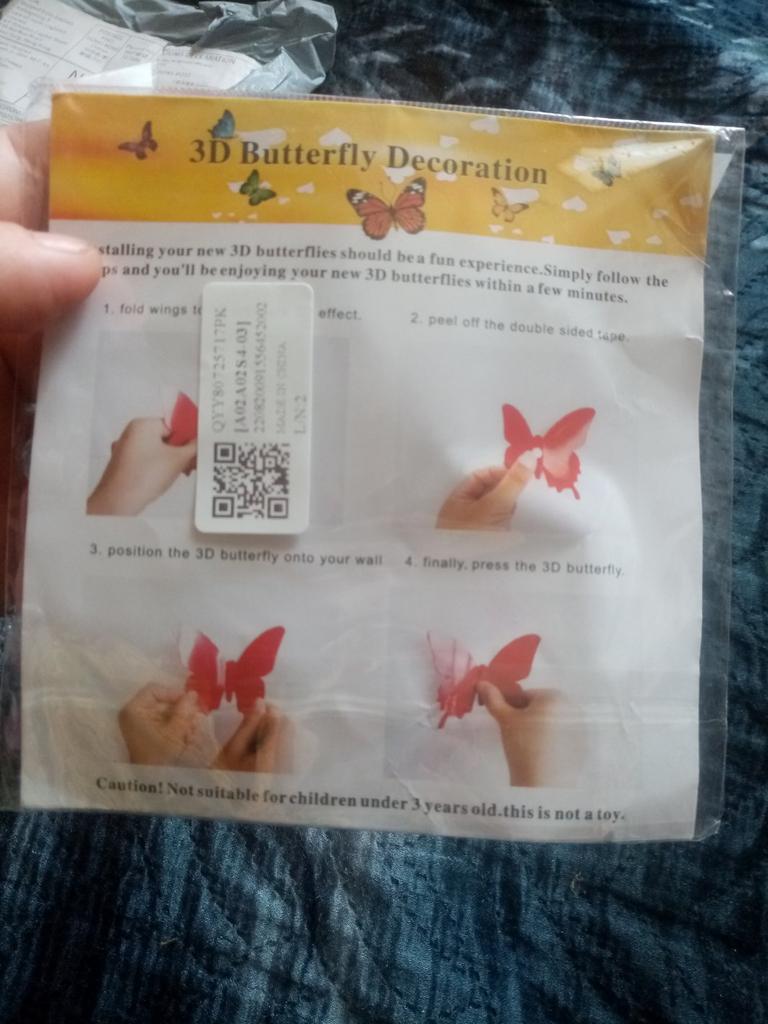 3D Butterfly Decoration
stalling your new 3D butterflies should be a fun experience.Simply follow the
ps and you'll be enjoying your new 3D butterflies within a few minutes.
1. fold wings effect.
2. peel off the double sided tape.
QYY80725717PK
[A02A02S4-03]
MADE IN CHINA
L/N:2
3. position the 3D butterfly onto your wall
4. finally, press the 3D butterfly.
Caution! Not suitable for children under 3 years old.this is not a toy.